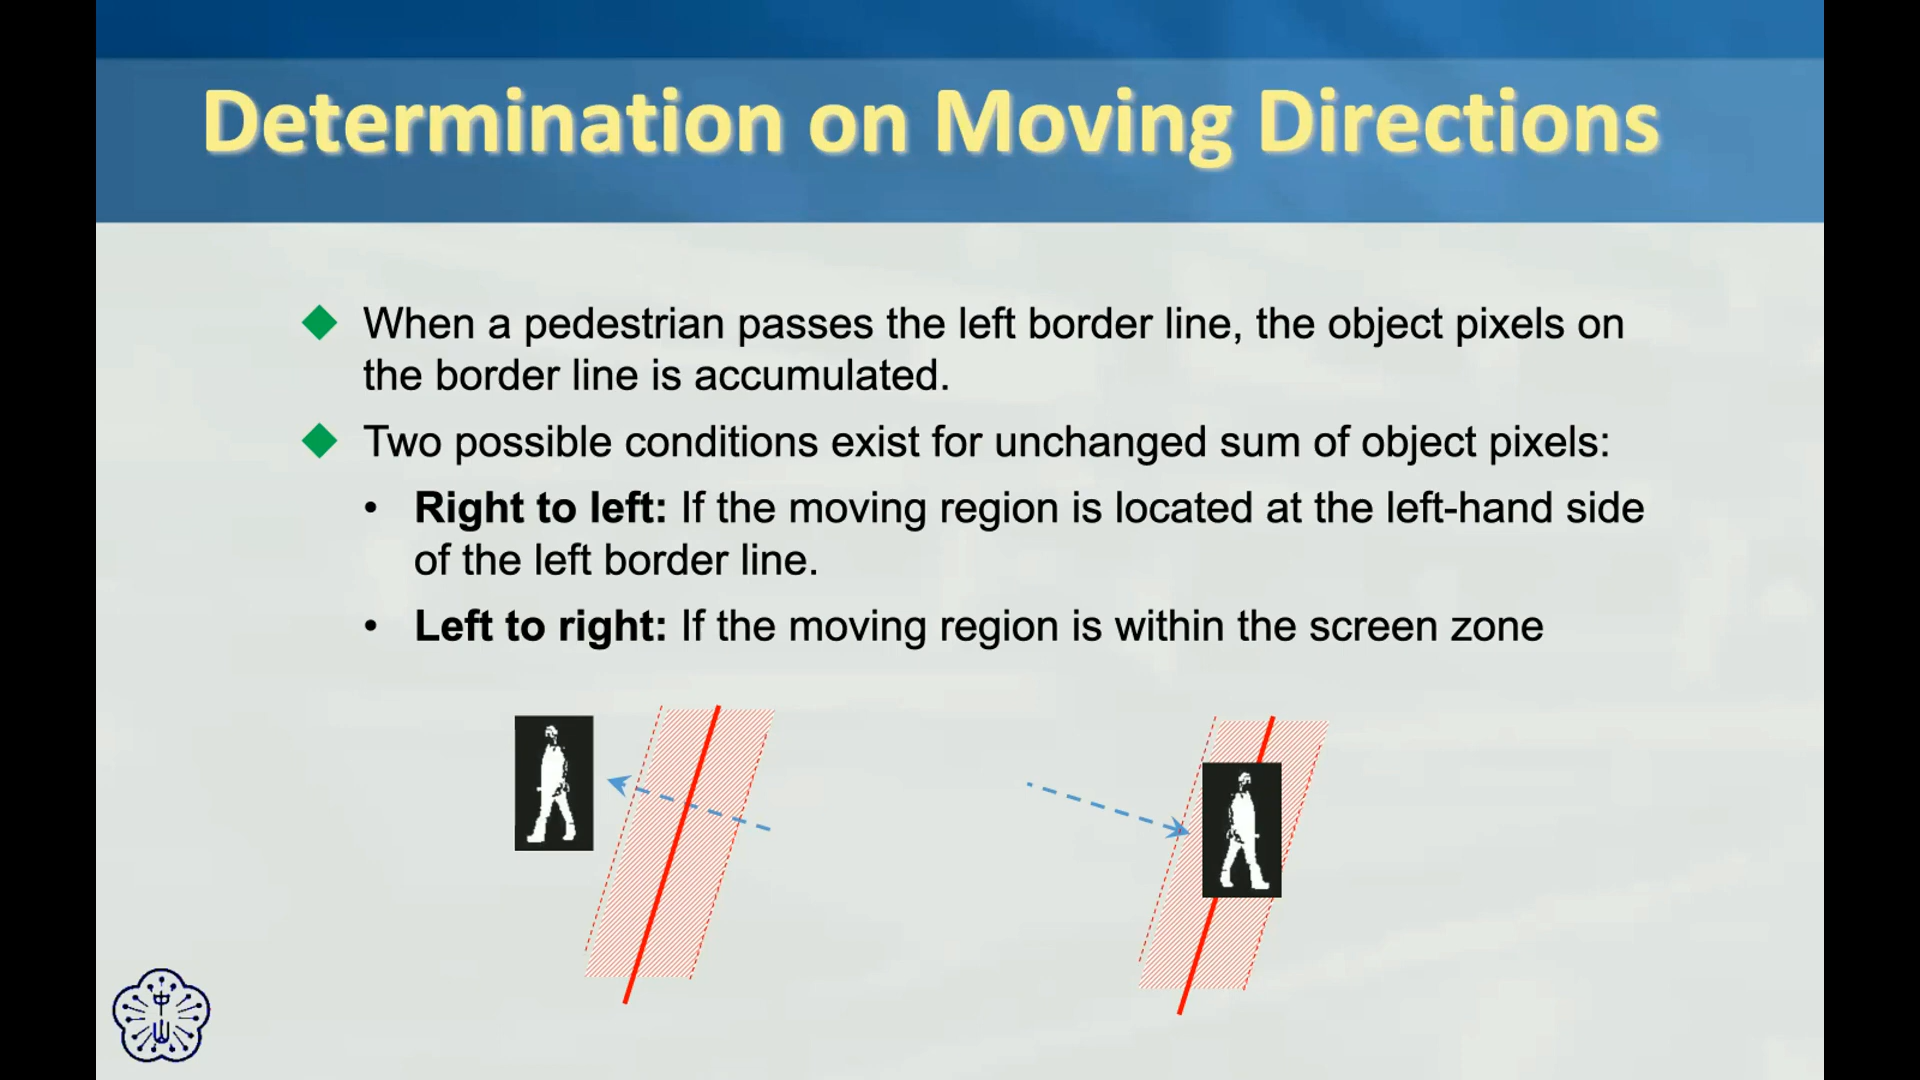 Determination on Moving Directions
When a pedestrian passes the left border line, the object pixels on
the border line is accumulated.
Two possible conditions exist for unchanged sum of object pixels:
• Right to left: If the moving region is located at the left-hand side
of the left border line.
• Left to right: If the moving region is within the screen zone